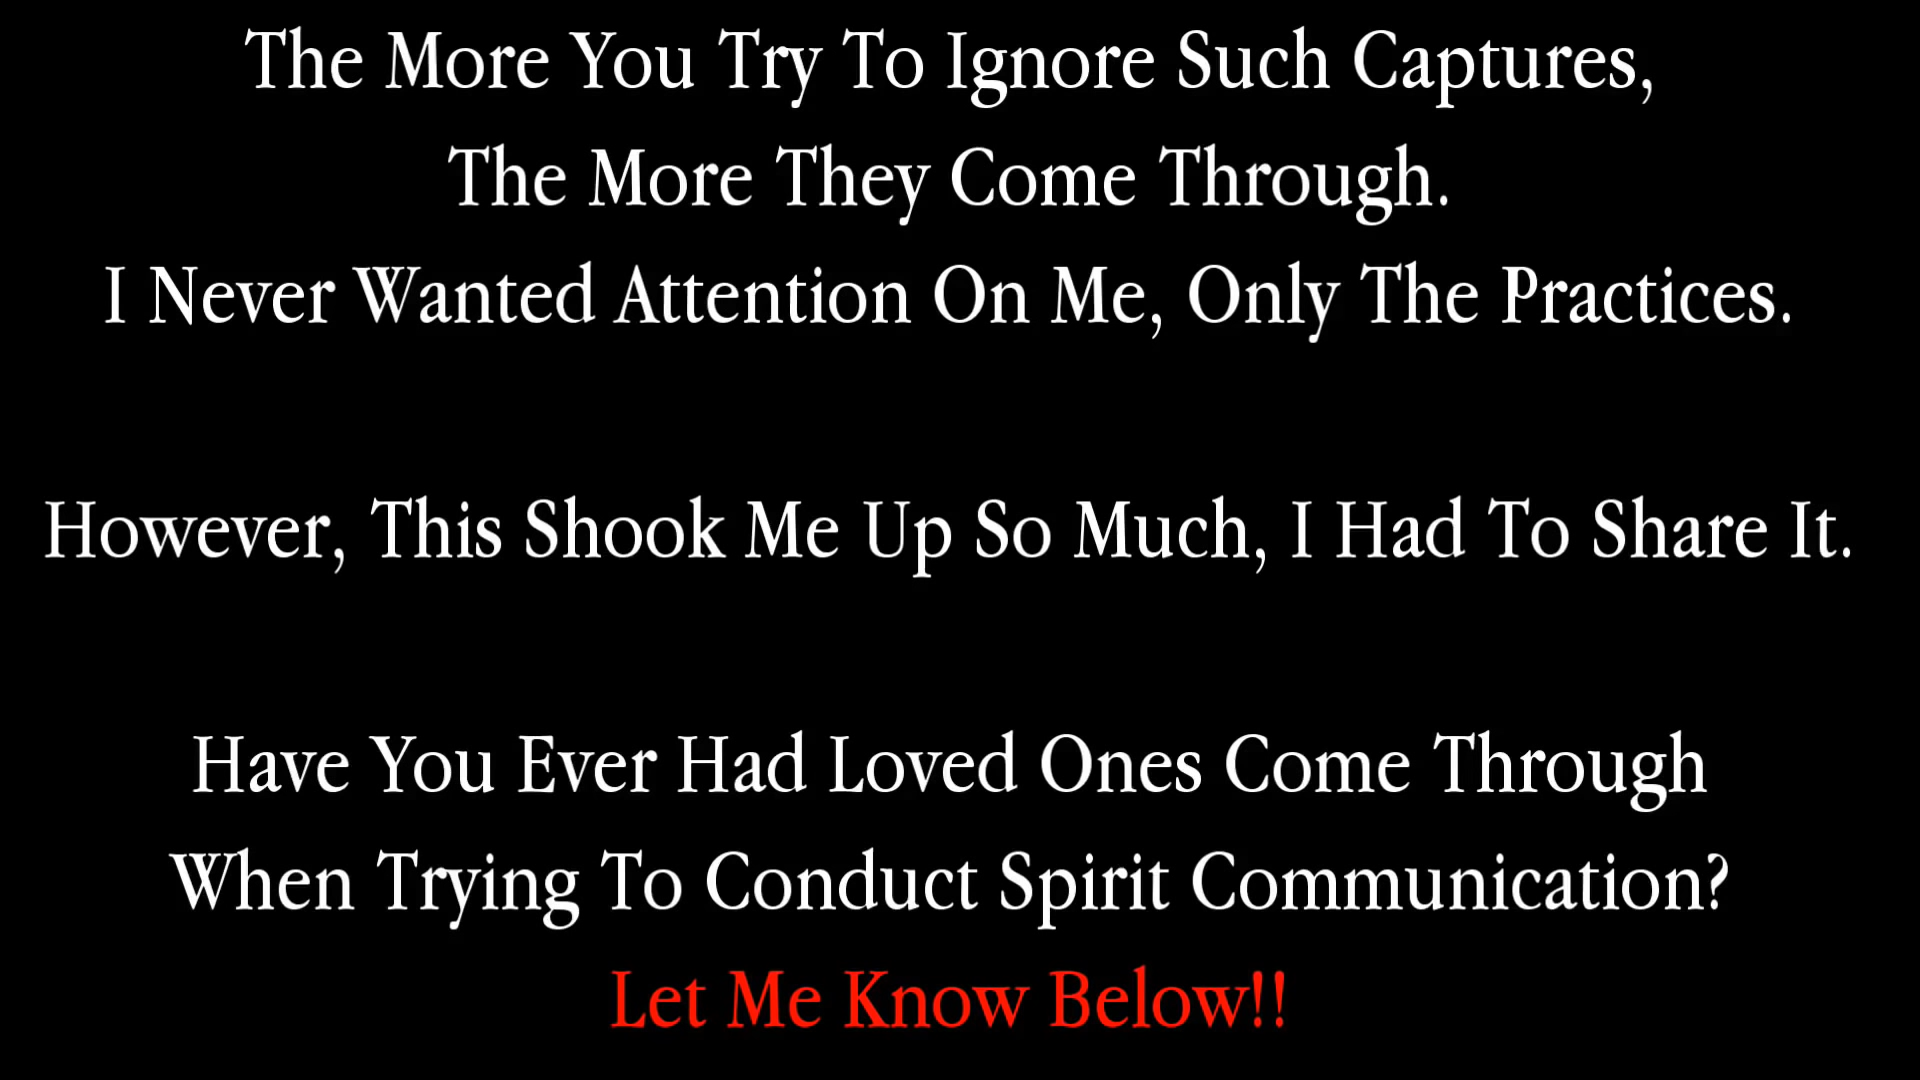 The More You Try To Ignore Such Captures,
The More They Come Through.
I Never Wanted Attention On Me, Only The Practices.
However, This Shook Me Up So Much, I Had To Share It.
Have You Ever Had Loved Ones Come Through
When Trying To Conduct Spirit Communication?
Let Me Know Below!!